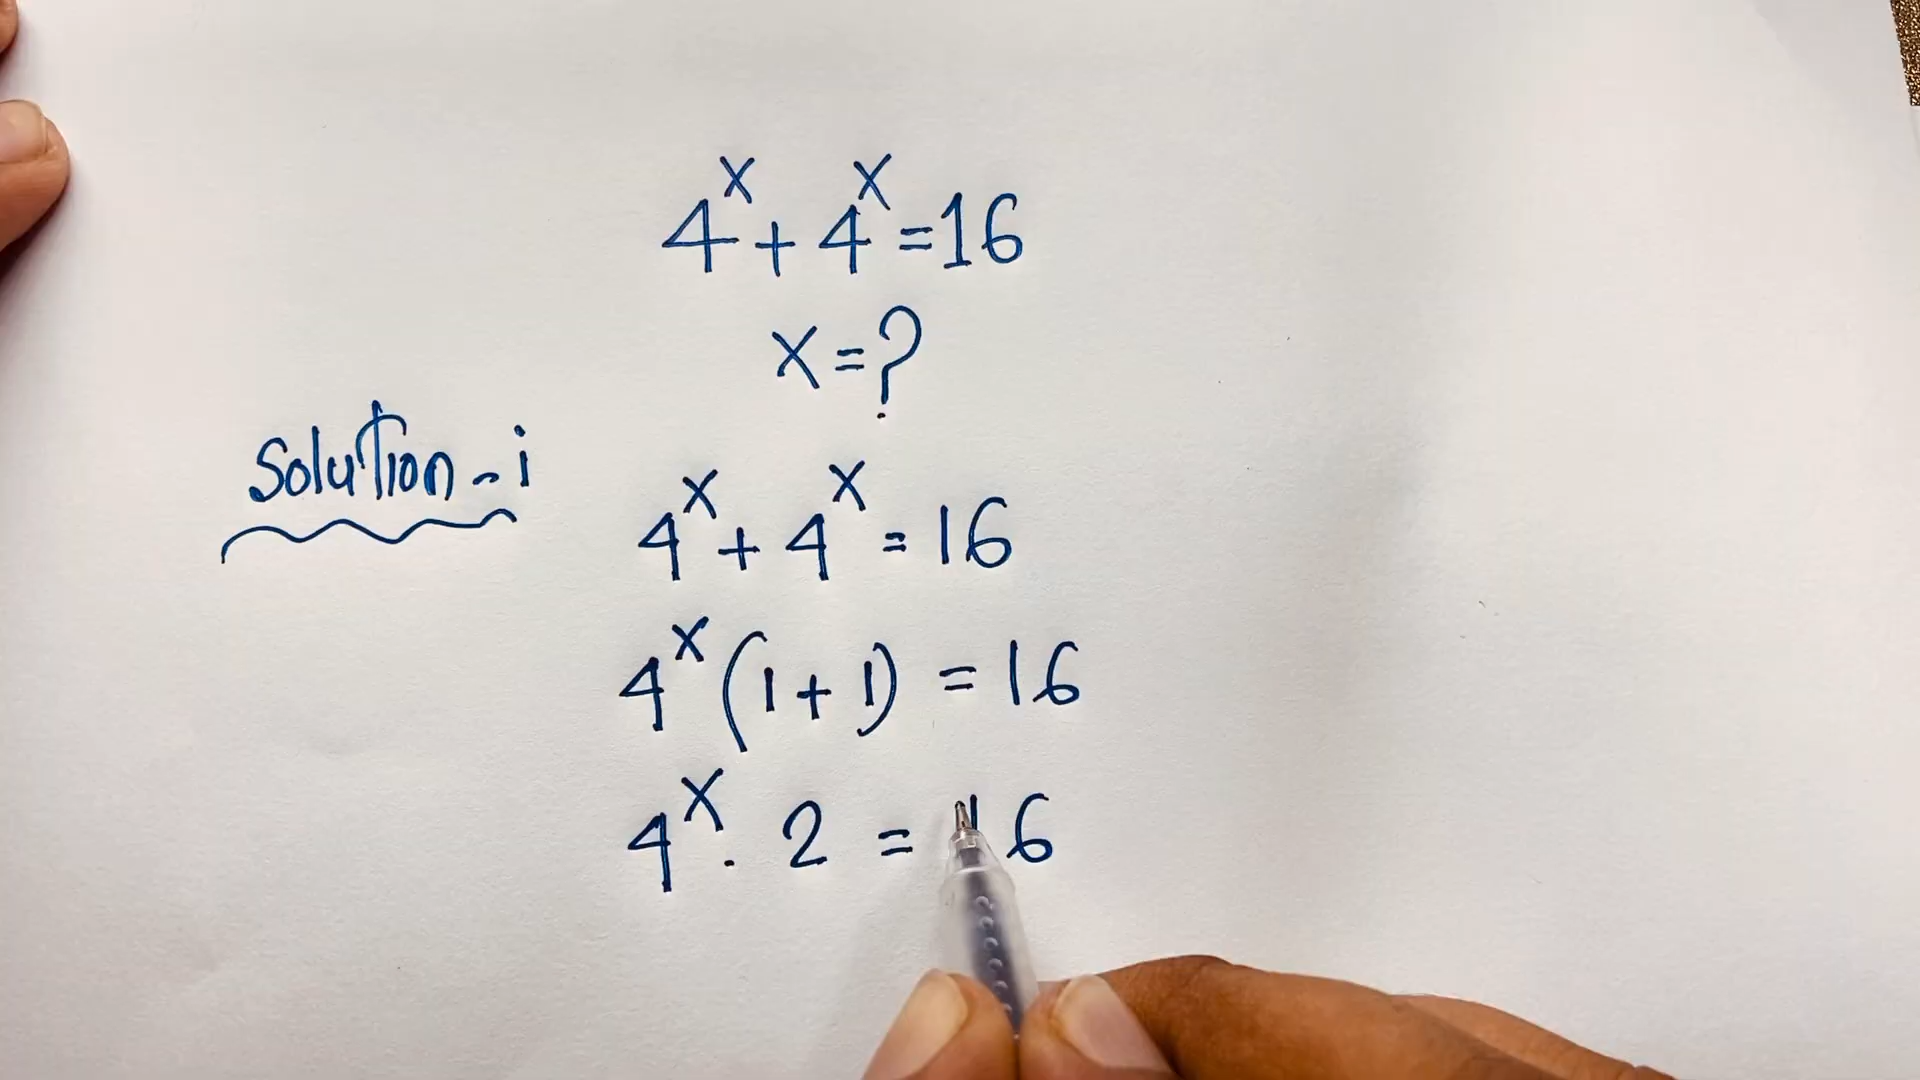 4^x + 4^x = 16
x = ?
Solution - i
4^x + 4^x = 16
4^x (1 + 1) = 16
4^x . 2 = 16